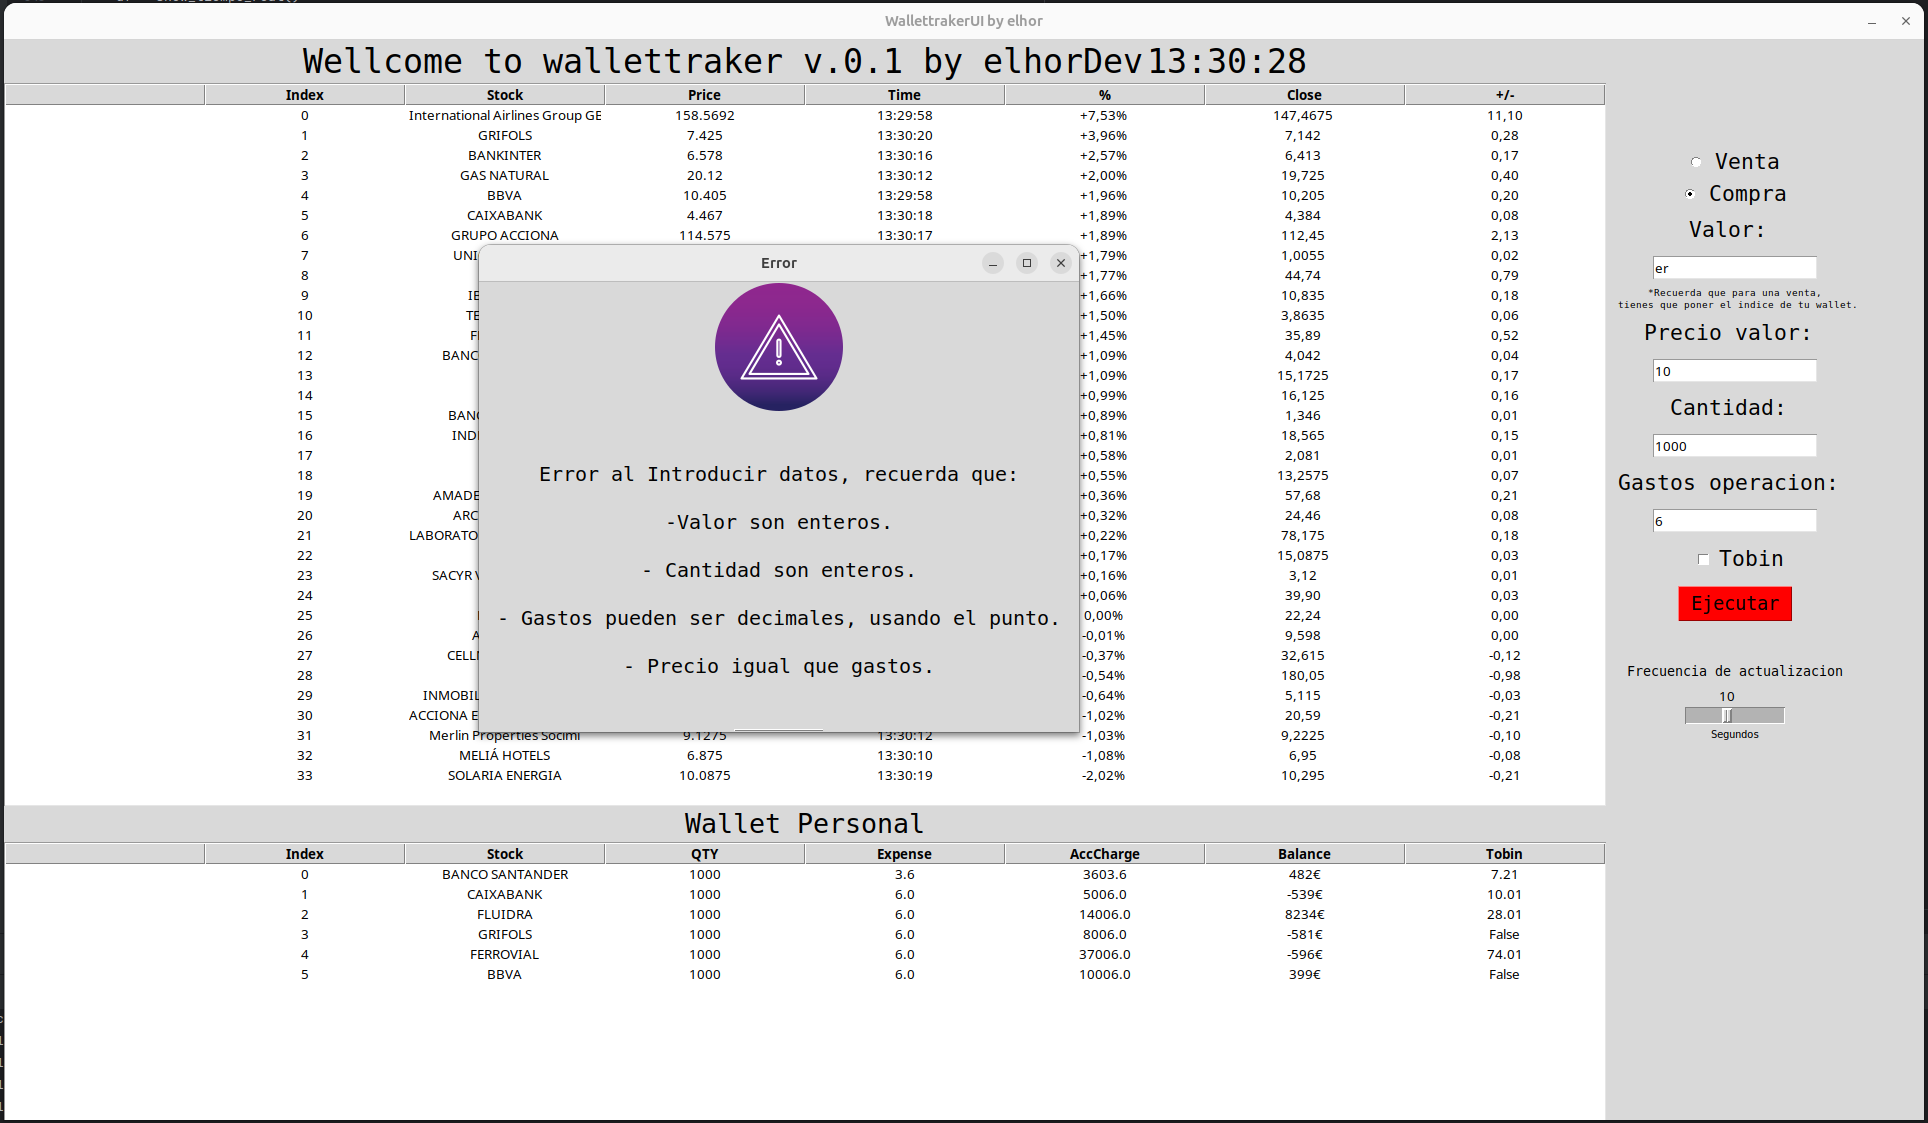 WallettrakerUI by elhor
Wellcome to wallettraker v.0.1 by elhorDev 13:30:28
Index Stock Price Time % Close +/-
0 International Airlines Group GE 158.5692 13:29:58 +7,53% 147,4675 11,10
1 GRIFOLS 7.425 13:30:20 +3,96% 7,142 0,28
2 BANKINTER 6.578 13:30:16 +2,57% 6,413 0,17
3 GAS NATURAL 20.12 13:30:12 +2,00% 19,725 0,40
4 BBVA 10.405 13:29:58 +1,96% 10,205 0,20
5 CAIXABANK 4.467 13:30:18 +1,89% 4,384 0,08
6 GRUPO ACCIONA 114.575 13:30:17 +1,89% 112,45 2,13
7 UNI +1,79% 1,0055 0,02
8 +1,77% 44,74 0,79
9 IE +1,66% 10,835 0,18
10 TE +1,50% 3,8635 0,06
11 F +1,45% 35,89 0,52
12 BANC +1,09% 4,042 0,04
13 +1,09% 15,1725 0,17
14 +0,99% 16,125 0,16
15 BANC +0,89% 1,346 0,01
16 INDI +0,81% 18,565 0,15
17 +0,58% 2,081 0,01
18 +0,55% 13,2575 0,07
19 AMADE +0,36% 57,68 0,21
20 ARC +0,32% 24,46 0,08
21 LABORATO +0,22% 78,175 0,18
22 +0,17% 15,0875 0,03
23 SACYR V +0,16% 3,12 0,01
24 +0,06% 39,90 0,03
25 0,00% 22,24 0,00
26 A -0,01% 9,598 0,00
27 CELLN -0,37% 32,615 -0,12
28 -0,54% 180,05 -0,98
29 INMOBIL -0,64% 5,115 -0,03
30 ACCIONA E -1,02% 20,59 -0,21
31 Merlin Properties Socimi 9.1275 13:30:12 -1,03% 9,2225 -0,10
32 MELIÁ HOTELS 6.875 13:30:10 -1,08% 6,95 -0,08
33 SOLARIA ENERGIA 10.0875 13:30:19 -2,02% 10,295 -0,21
Error
Error al Introducir datos, recuerda que:
-Valor son enteros.
- Cantidad son enteros.
- Gastos pueden ser decimales, usando el punto.
- Precio igual que gastos.
Venta
Compra
Valor:
er
*Recuerda que para una venta,
tienes que poner el indice de tu wallet.
Precio valor:
10
Cantidad:
1000
Gastos operacion:
6
Tobin
Ejecutar
Frecuencia de actualizacion
10
Segundos
Wallet Personal
Index Stock QTY Expense AccCharge Balance Tobin
0 BANCO SANTANDER 1000 3.6 3603.6 482€ 7.21
1 CAIXABANK 1000 6.0 5006.0 -539€ 10.01
2 FLUIDRA 1000 6.0 14006.0 8234€ 28.01
3 GRIFOLS 1000 6.0 8006.0 -581€ False
4 FERROVIAL 1000 6.0 37006.0 -596€ 74.01
5 BBVA 1000 6.0 10006.0 399€ False